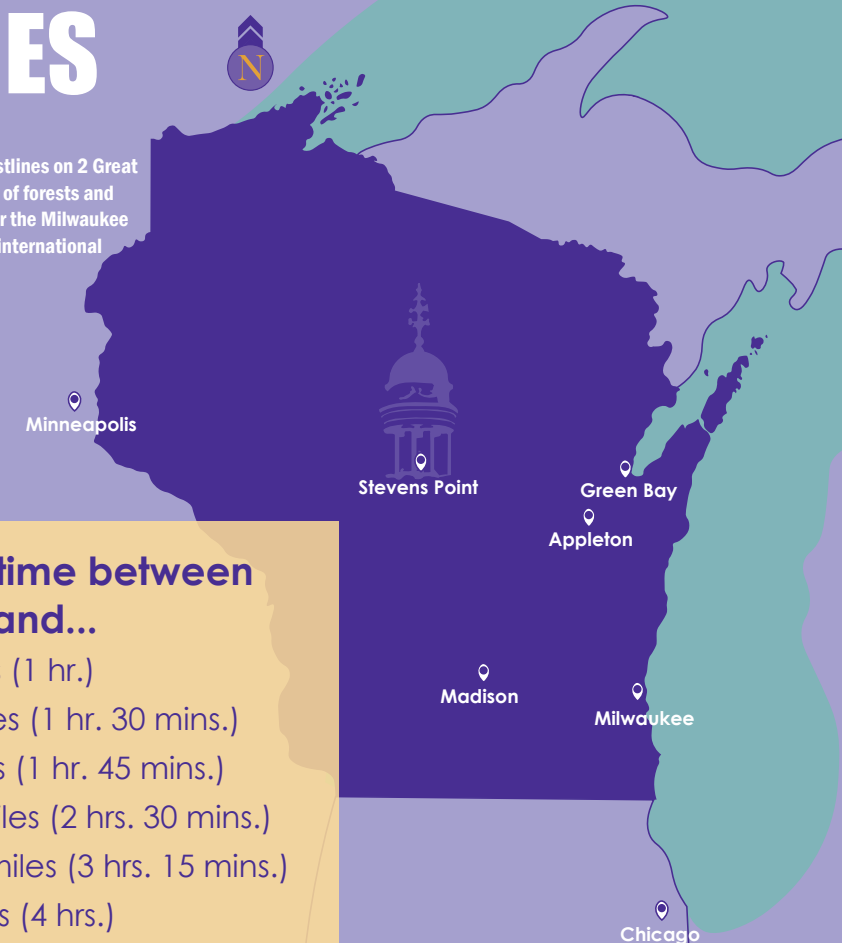 ES
N
stlines on 2 Great
of forests and
r the Milwaukee
international
Minneapolis
Stevens Point
Green Bay
Appleton
time between
and...
s (1 hr.)
es (1 hr. 30 mins.)
s (1 hr. 45 mins.)
les (2 hrs. 30 mins.)
niles (3 hrs. 15 mins.)
s (4 hrs.)
Madison
Milwaukee
Chicago